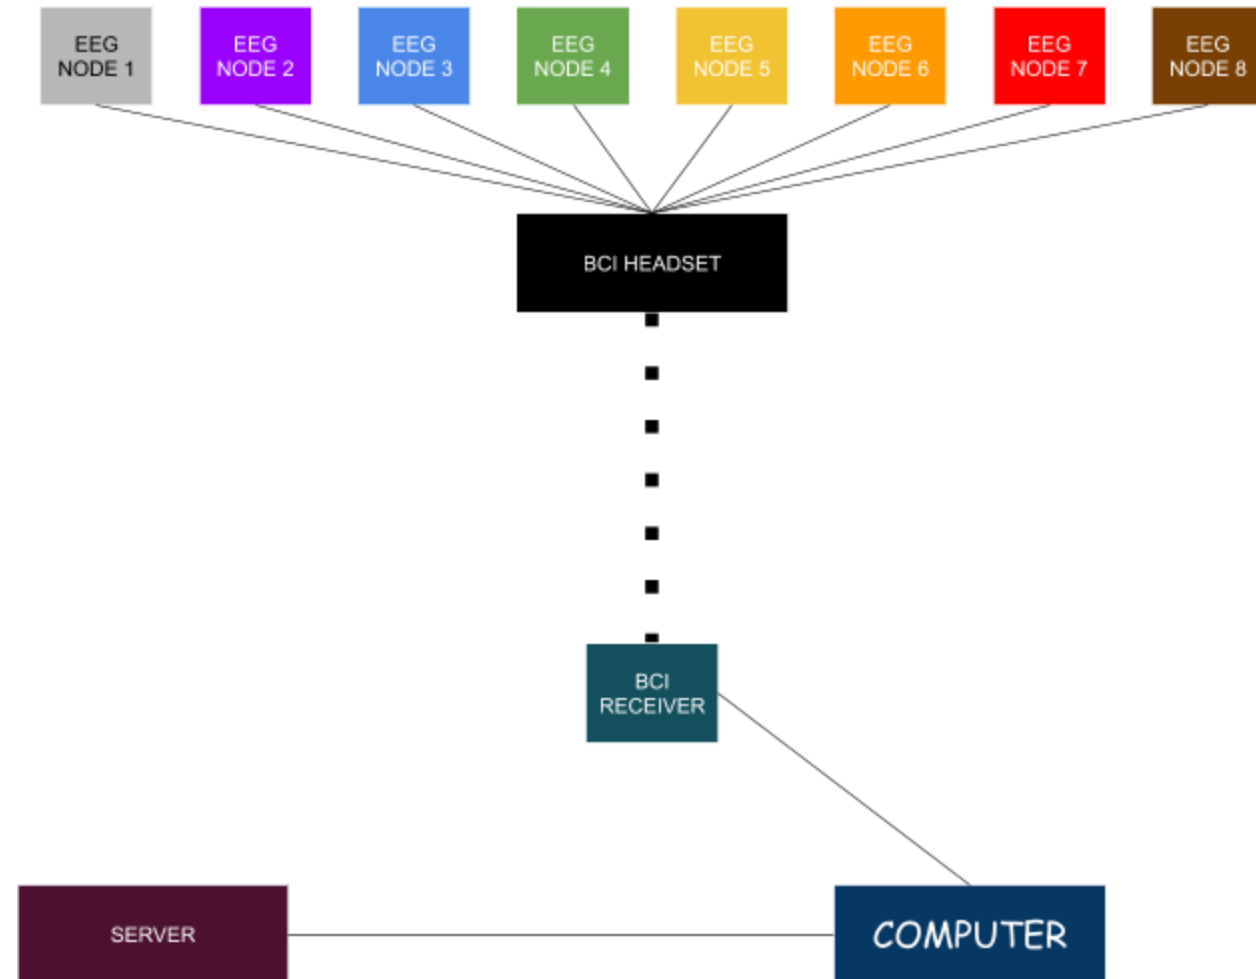 EEG
NODE 1
EEG
NODE 2
EEG
NODE 3
EEG
NODE 4
EEG
NODE 5
EEG
NODE 6
EEG
NODE 7
EEG
NODE 8
BCI HEADSET
BCI
RECEIVER
SERVER
COMPUTER